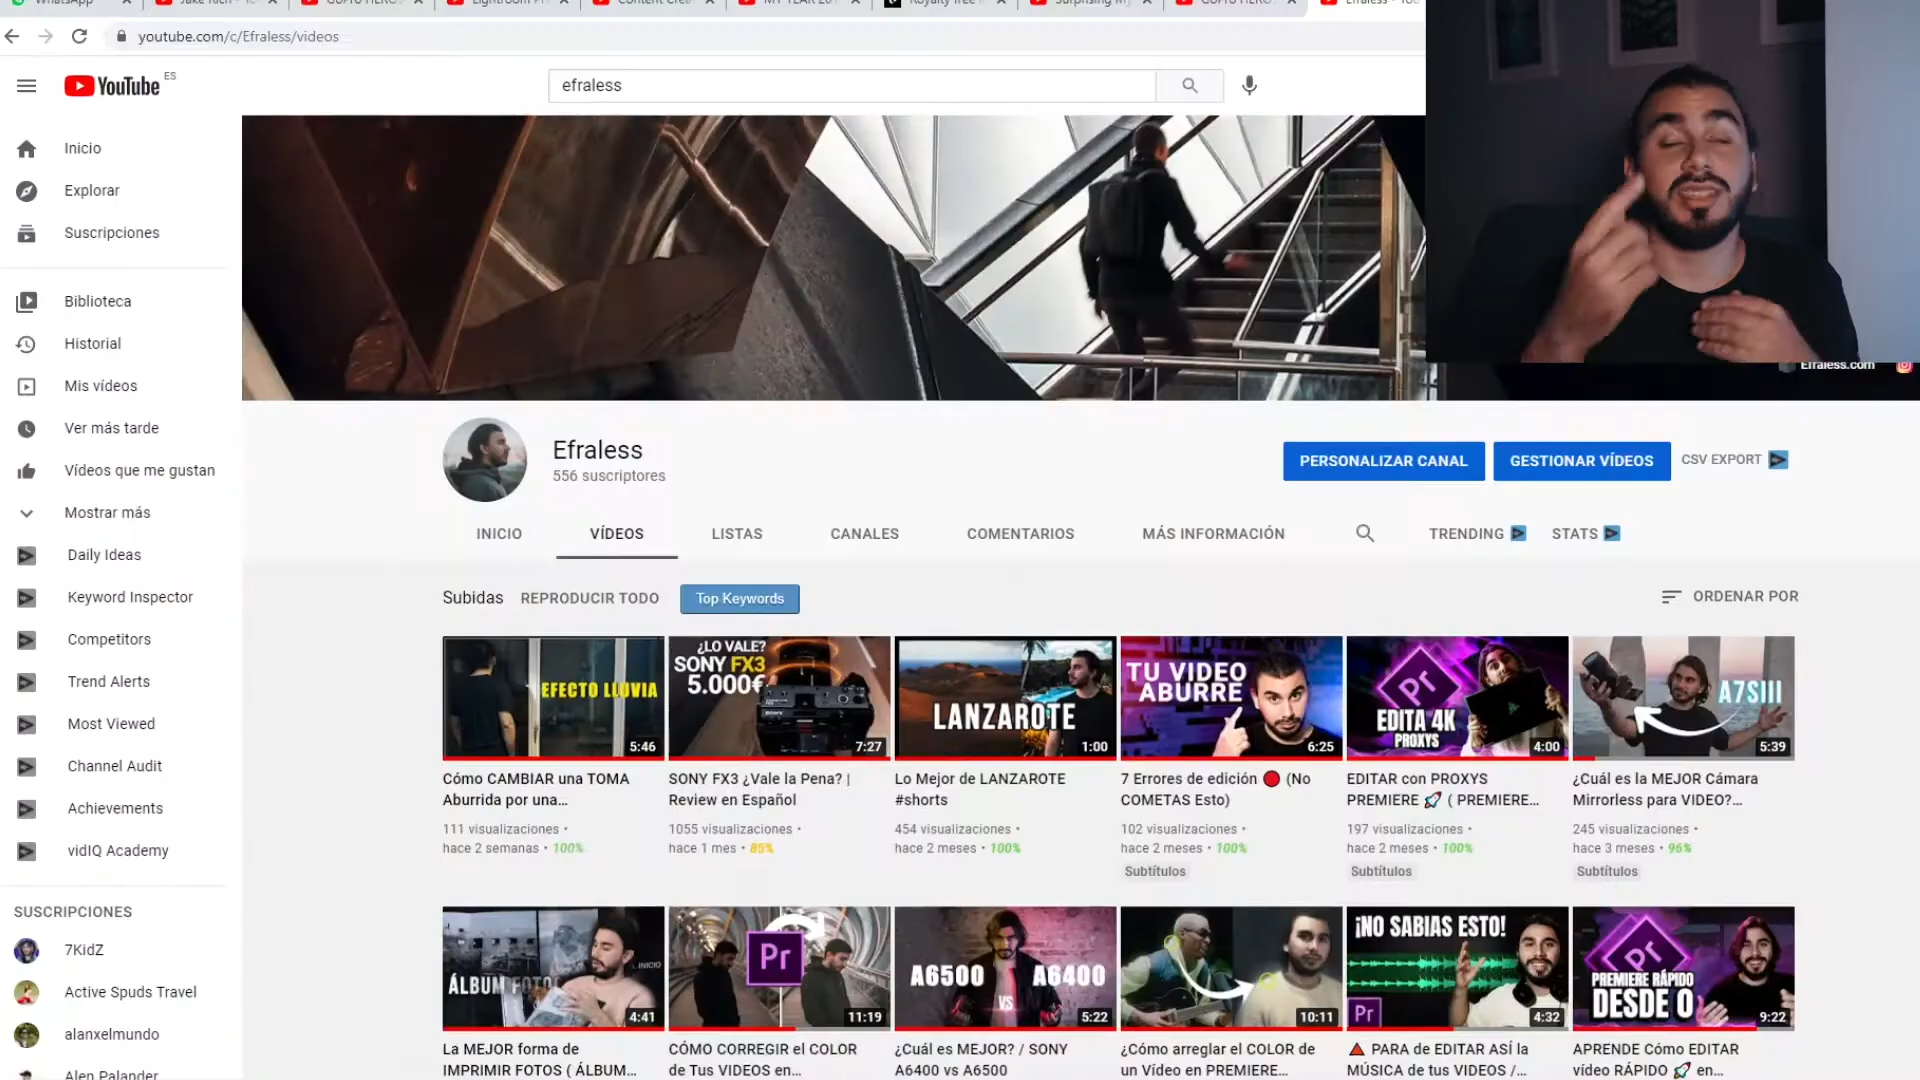 WhatsApp
youtube.com/c/Efraless/videos
YouTube ES
efraless
Inicio
Explorar
Suscripciones
Biblioteca
Historial
Mis vídeos
Ver más tarde
Vídeos que me gustan
Mostrar más
Daily Ideas
Keyword Inspector
Competitors
Trend Alerts
Most Viewed
Channel Audit
Achievements
vidIQ Academy
SUSCRIPCIONES
7KidZ
Active Spuds Travel
alanxelmundo
Alen Palander
Efraless.com
Efraless
556 suscriptores
PERSONALIZAR CANAL
GESTIONAR VÍDEOS
CSV EXPORT
INICIO VÍDEOS LISTAS CANALES COMENTARIOS MÁS INFORMACIÓN TRENDING STATS
Subidas REPRODUCIR TODO Top Keywords ORDENAR POR
EFECTO LLUVIA
5:46
Cómo CAMBIAR una TOMA
Aburrida por una...
111 visualizaciones •
hace 2 semanas • 100%
¿LO VALE?
SONY FX3
5.000€
7:27
SONY FX3 ¿Vale la Pena? |
Review en Español
1055 visualizaciones •
hace 1 mes • 85%
LANZAROTE
1:00
Lo Mejor de LANZAROTE
#shorts
454 visualizaciones •
hace 2 meses • 100%
TU VIDEO
ABURRE
6:25
7 Errores de edición 🔴 (No
COMETAS Esto)
102 visualizaciones •
hace 2 meses • 100%
Subtítulos
Pr
EDITA 4K
PROXYS
4:00
EDITAR con PROXYS
PREMIERE 🚀 ( PREMIERE...
197 visualizaciones •
hace 2 meses • 100%
Subtítulos
A7SIII
5:39
¿Cuál es la MEJOR Cámara
Mirrorless para VIDEO?...
245 visualizaciones •
hace 3 meses • 96%
Subtítulos
ÁLBUM FOTOS
INICIO
4:41
La MEJOR forma de
IMPRIMIR FOTOS ( ÁLBUM...
Pr
11:19
CÓMO CORREGIR el COLOR
de Tus VIDEOS en...
A6500 VS A6400
5:22
¿Cuál es MEJOR? / SONY
A6400 vs A6500
10:11
¿Cómo arreglar el COLOR de
un Vídeo en PREMIERE...
¡NO SABIAS ESTO!
Pr
4:32
🔺 PARA de EDITAR ASÍ la
MÚSICA de tus VIDEOS /...
Pr
PREMIERE RÁPIDO
DESDE 0
9:22
APRENDE Cómo EDITAR
vídeo RÁPIDO 🚀 en...